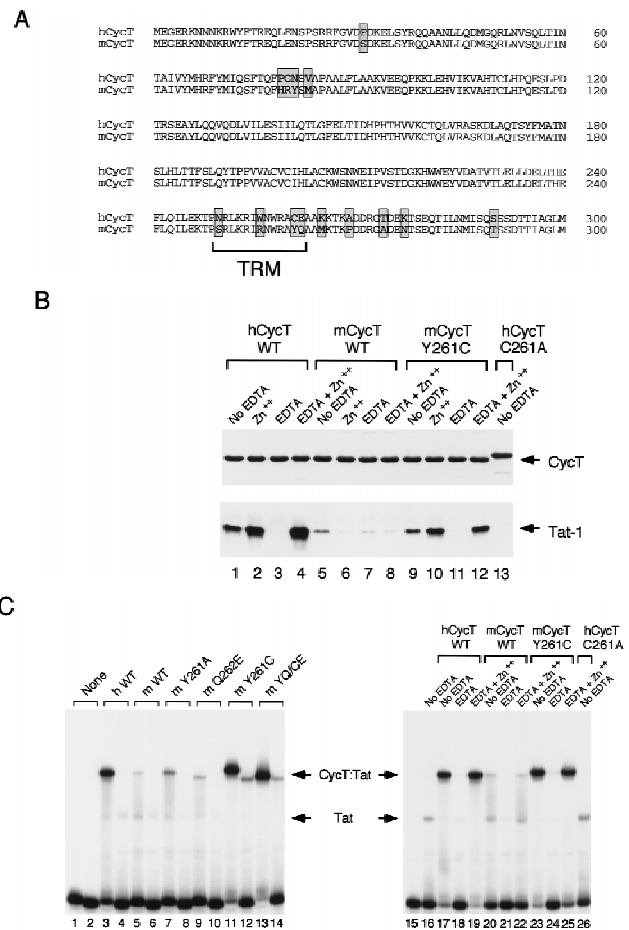 A
hCycT MEGERKNNNKRWYFTREQLENSPSRRFGVDPDKELSYRQQAANLLQDMGQRLNVSQLTIN 60
mCycT MEGERKNNNKRWYFTREQLENSPSRRFGVDSDKELSYRQQAANLLQDMGQRLNVSQLTIN 60
hCycT TAIVYMHRFYMIQSFTQFPGNSVAPAALFLAAKVEEQPKKLEHVIKVAHTCLHPQESLPD 120
mCycT TAIVYMHRFYMIQSFTQFHRYSMAPAALFLAAKVEEQPKKLEHVIKVAHTCLHPQESLPD 120
hCycT TRSEAYLQQVQDLVILESIILQTLGFELTIDHPHTHVVKCTQLVRASKDLAQTSYFMATN 180
mCycT TRSEAYLQQVQDLVILESIILQTLGFELTIDHPHTHVVKCTQLVRASKDLAQTSYFMATN 180
hCycT SLHLTTFSLQYTPPVVACVCIHLACKWSNWEIPVSTDGKHWWEYVDATVTLELLDELTHE 240
mCycT SLHLTTFSLQYTPPVVACVCIHLACKWSNWEIPVSTDGKHWWEYVDATVTLELLDELTHE 240
hCycT FLQILEKTPNRLKRIWNWRACEAAKKTKADDRGTDEKTSEQTILNMISQSSSDTTIAGLM 300
mCycT FLQILEKTPSRLKRIRNWRAYQAAMKTKPDDRGADENTSEQTILNMISQTSSDTTIAGLM 300
TRM
B
hCycT WT mCycT WT mCycT Y261C hCycT C261A
No EDTA Zn++ EDTA EDTA + Zn++ No EDTA Zn++ EDTA EDTA + Zn++ No EDTA Zn++ EDTA EDTA + Zn++ No EDTA
CycT
Tat-1
1 2 3 4 5 6 7 8 9 10 11 12 13
C
None h WT m WT m Y261A m Q262E m Y261C m YQ/CE
hCycT WT mCycT WT mCycT Y261C hCycT C261A
No EDTA No EDTA EDTA EDTA + Zn++ No EDTA EDTA EDTA + Zn++ No EDTA EDTA EDTA + Zn++ No EDTA
CycT:Tat
Tat
1 2 3 4 5 6 7 8 9 10 11 12 13 14
15 16 17 18 19 20 21 22 23 24 25 26